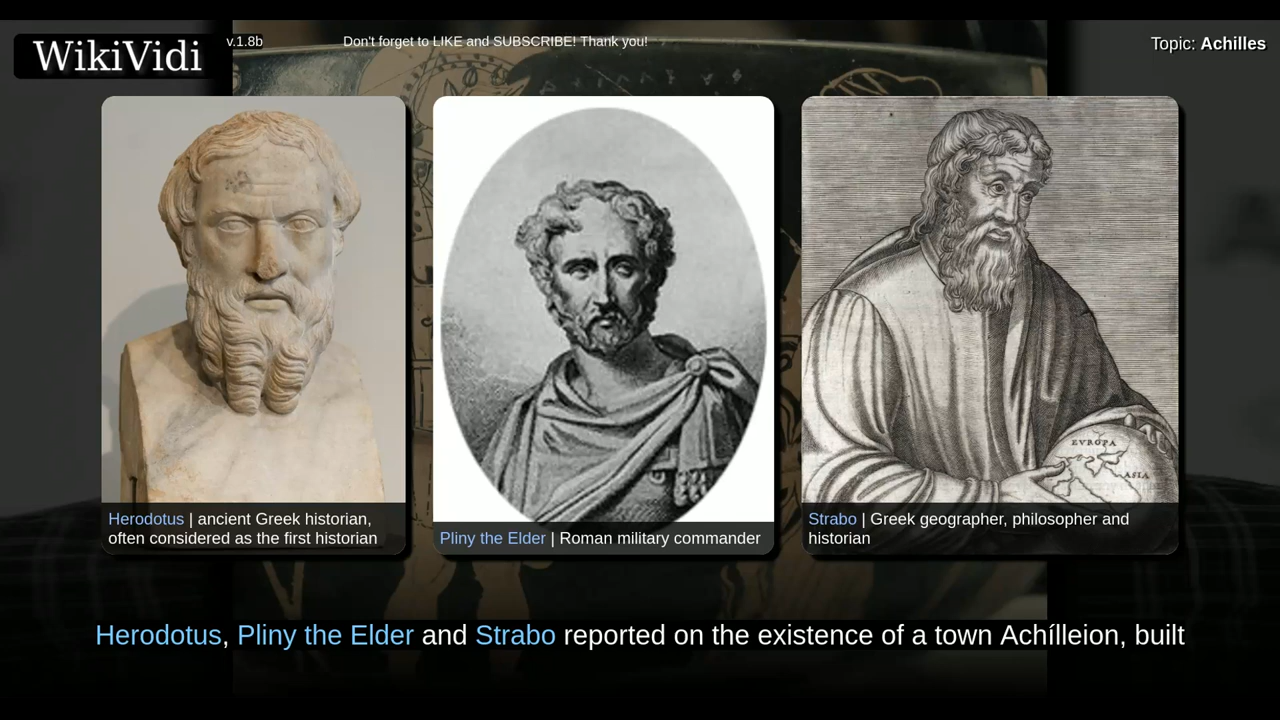 WikiVidi
v.1.8b
Don't forget to LIKE and SUBSCRIBE! Thank you!
Topic: Achilles
EVROPA
ASIA
Herodotus | ancient Greek historian,
often considered as the first historian
Pliny the Elder | Roman military commander
Strabo | Greek geographer, philosopher and
historian
Herodotus, Pliny the Elder and Strabo reported on the existence of a town Achílleion, built